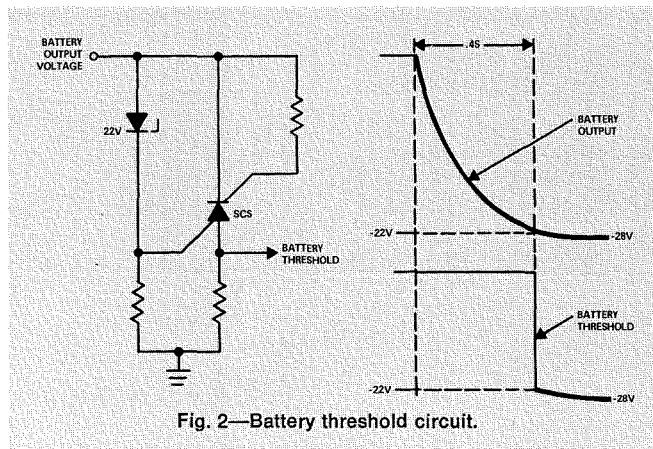 BATTERY
OUTPUT
VOLTAGE
22V
SCS
BATTERY
THRESHOLD
.4S
BATTERY
OUTPUT
-22V
-28V
BATTERY
THRESHOLD
-22V
-28V
Fig. 2—Battery threshold circuit.